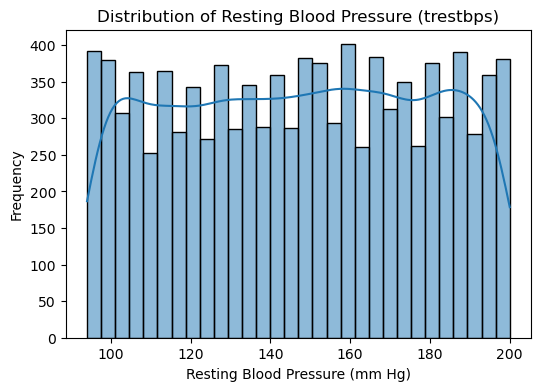 Distribution of Resting Blood Pressure (trestbps)
400
350
300
250
200
150
100
50
0
Frequency
100 120 140 160 180 200
Resting Blood Pressure (mm Hg)